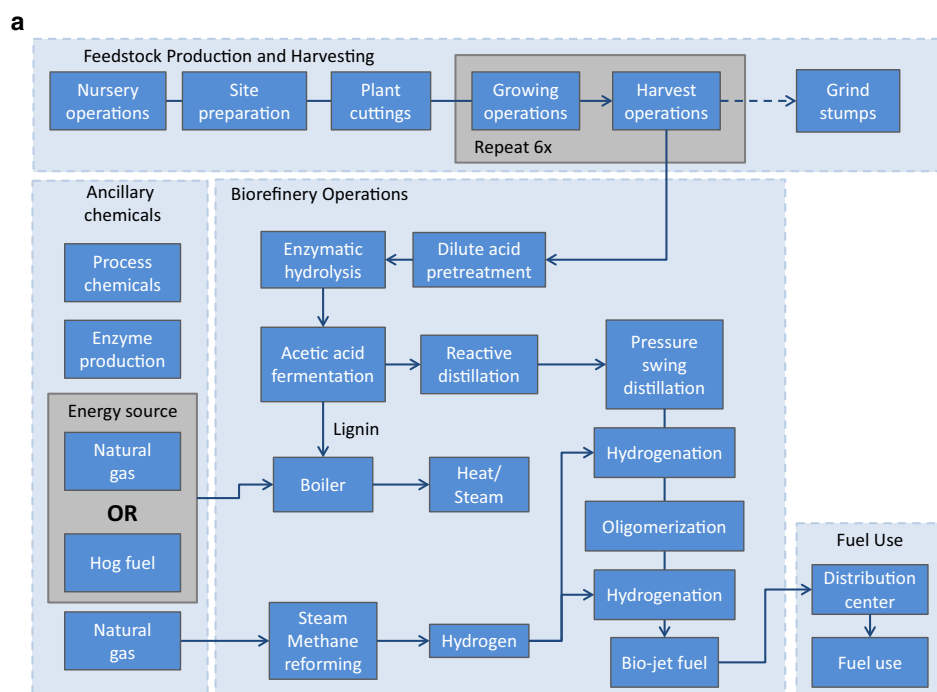 a
Feedstock Production and Harvesting
Nursery
operations
Site
preparation
Plant
cuttings
Growing
operations
Harvest
operations
Repeat 6x
Grind
stumps
Ancillary
chemicals
Process
chemicals
Enzyme
production
Energy source
Natural
gas
OR
Hog fuel
Natural
gas
Biorefinery Operations
Enzymatic
hydrolysis
Dilute acid
pretreatment
Acetic acid
fermentation
Reactive
distillation
Pressure
swing
distillation
Lignin
Boiler
Heat/
Steam
Hydrogenation
Oligomerization
Hydrogenation
Steam
Methane
reforming
Hydrogen
Bio-jet fuel
Fuel Use
Distribution
center
Fuel use